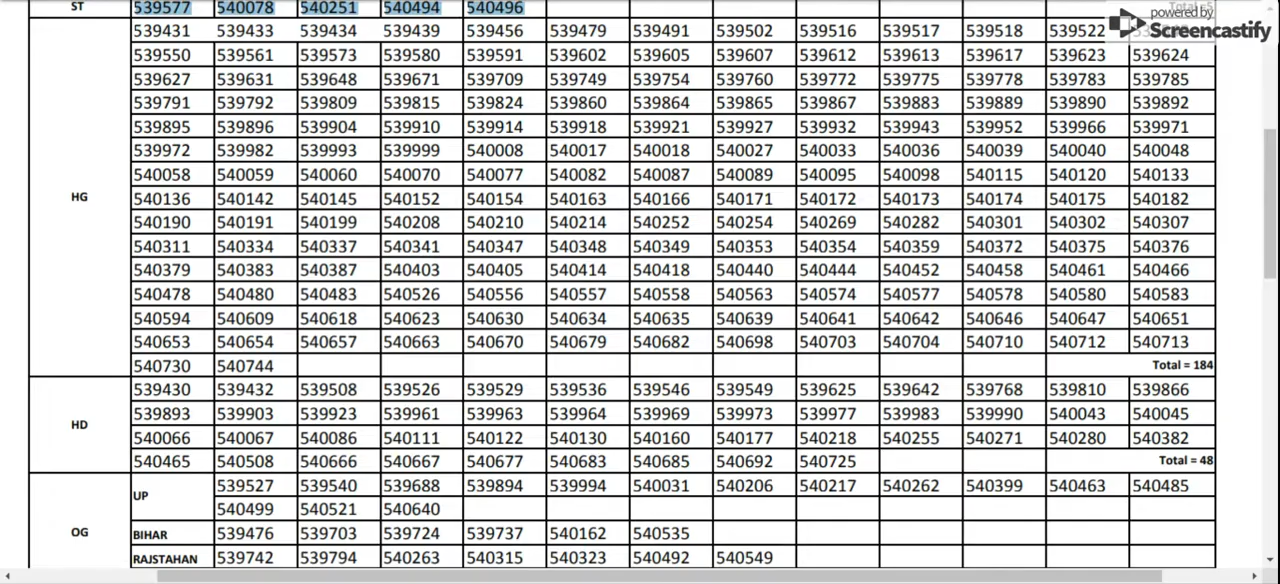 ST 539577 540078 540251 540494 540496
539431 539433 539434 539439 539456 539479 539491 539502 539516 539517 539518 539522
539550 539561 539573 539580 539591 539602 539605 539607 539612 539613 539617 539623 539624
539627 539631 539648 539671 539709 539749 539754 539760 539772 539775 539778 539783 539785
539791 539792 539809 539815 539824 539860 539864 539865 539867 539883 539889 539890 539892
539895 539896 539904 539910 539914 539918 539921 539927 539932 539943 539952 539966 539971
539972 539982 539993 539999 540008 540017 540018 540027 540033 540036 540039 540040 540048
540058 540059 540060 540070 540077 540082 540087 540089 540095 540098 540115 540120 540133
HG
540136 540142 540145 540152 540154 540163 540166 540171 540172 540173 540174 540175 540182
540190 540191 540199 540208 540210 540214 540252 540254 540269 540282 540301 540302 540307
540311 540334 540337 540341 540347 540348 540349 540353 540354 540359 540372 540375 540376
540379 540383 540387 540403 540405 540414 540418 540440 540444 540452 540458 540461 540466
540478 540480 540483 540526 540556 540557 540558 540563 540574 540577 540578 540580 540583
540594 540609 540618 540623 540630 540634 540635 540639 540641 540642 540646 540647 540651
540653 540654 540657 540663 540670 540679 540682 540698 540703 540704 540710 540712 540713
540730 540744 Total = 184
539430 539432 539508 539526 539529 539536 539546 539549 539625 539642 539768 539810 539866
539893 539903 539923 539961 539963 539964 539969 539973 539977 539983 539990 540043 540045
HD
540066 540067 540086 540111 540122 540130 540160 540177 540218 540255 540271 540280 540382
540465 540508 540666 540667 540677 540683 540685 540692 540725 Total = 48
539527 539540 539688 539894 539994 540031 540206 540217 540262 540399 540463 540485
UP
540499 540521 540640
OG
BIHAR 539476 539703 539724 539737 540162 540535
RAJSTAHAN 539742 539794 540263 540315 540323 540492 540549
powered by
Screencastify